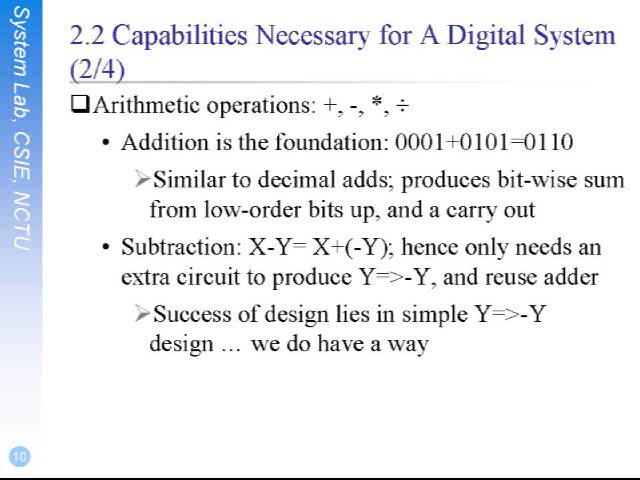 System Lab, CSIE, NCTU
2.2 Capabilities Necessary for A Digital System
(2/4)
❑Arithmetic operations: +, -, *, ÷
• Addition is the foundation: 0001+0101=0110
➢Similar to decimal adds; produces bit-wise sum
from low-order bits up, and a carry out
• Subtraction: X-Y= X+(-Y); hence only needs an
extra circuit to produce Y=>-Y, and reuse adder
➢Success of design lies in simple Y=>-Y
design … we do have a way
10